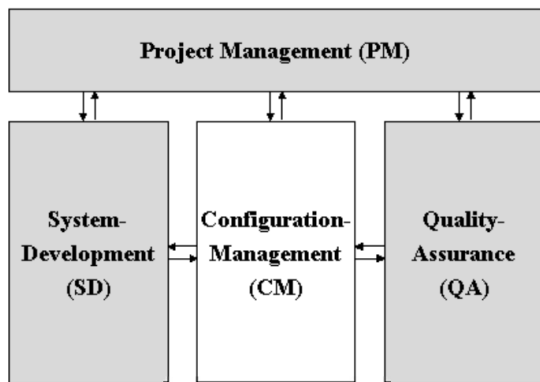 Project Management (PM)
System-
Development
(SD)
Configuration-
Management
(CM)
Quality-
Assurance
(QA)